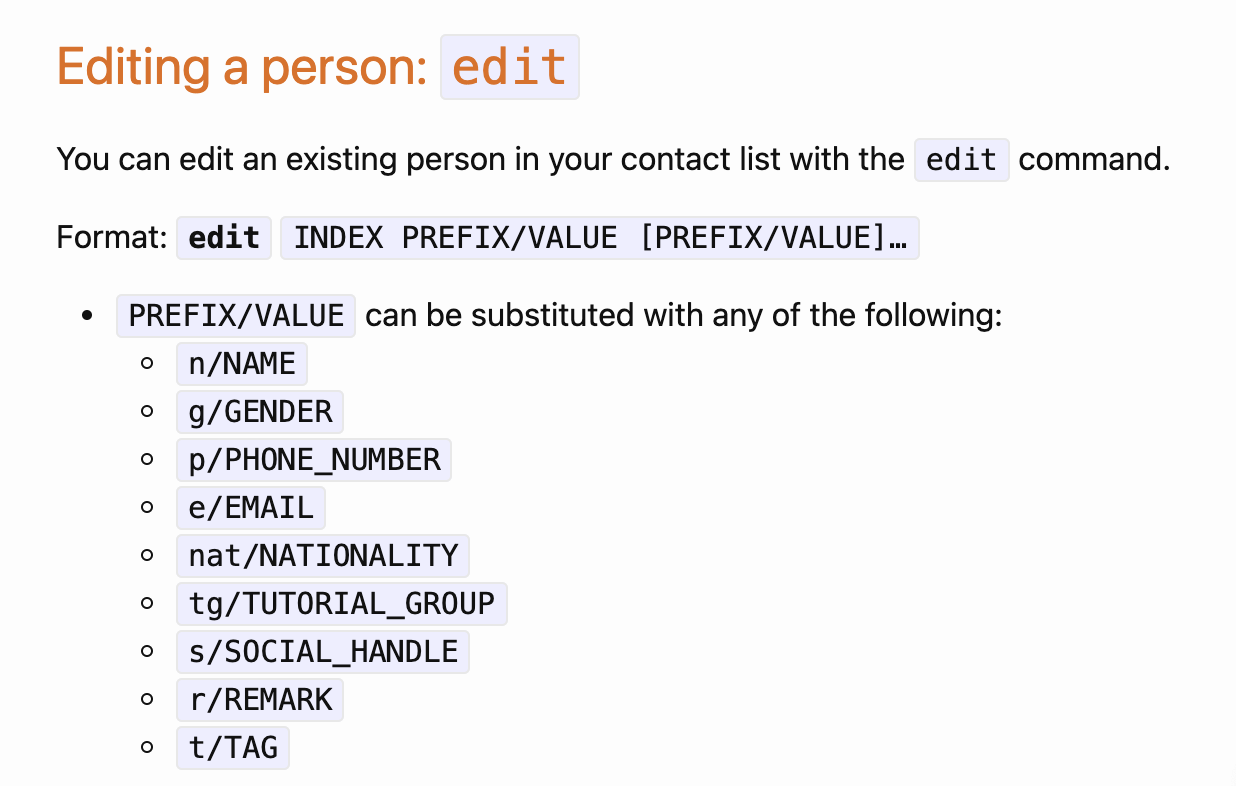 Editing a person: edit
You can edit an existing person in your contact list with the edit command.
Format: edit INDEX PREFIX/VALUE [PREFIX/VALUE]…
PREFIX/VALUE can be substituted with any of the following:
n/NAME
g/GENDER
p/PHONE_NUMBER
e/EMAIL
nat/NATIONALITY
tg/TUTORIAL_GROUP
s/SOCIAL_HANDLE
r/REMARK
t/TAG